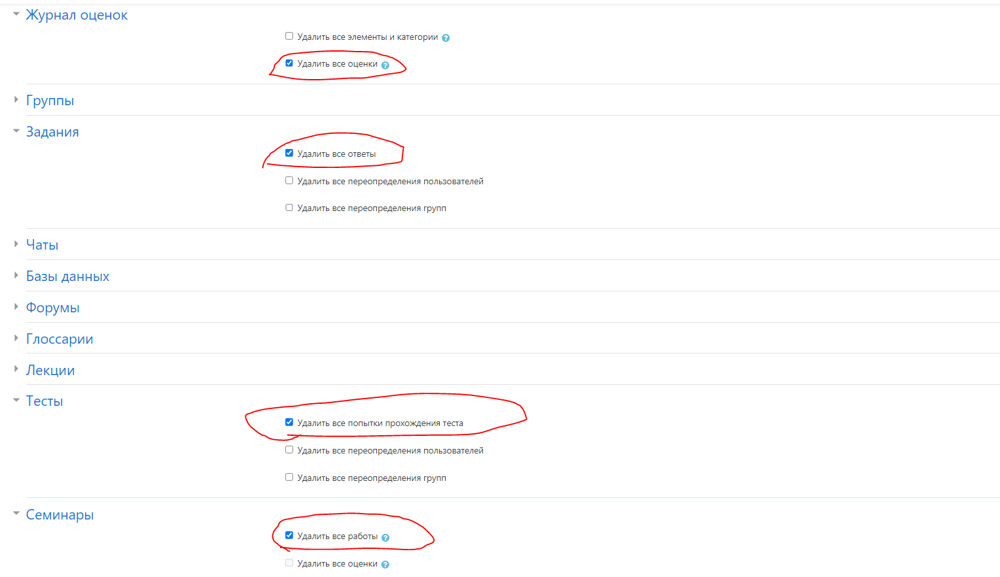 Журнал оценок
Удалить все элементы и категории ?
Удалить все оценки ?
Группы
Задания
Удалить все ответы
Удалить все переопределения пользователей
Удалить все переопределения групп
Чаты
Базы данных
Форумы
Глоссарии
Лекции
Тесты
Удалить все попытки прохождения теста
Удалить все переопределения пользователей
Удалить все переопределения групп
Семинары
Удалить все работы ?
Удалить все оценки ?